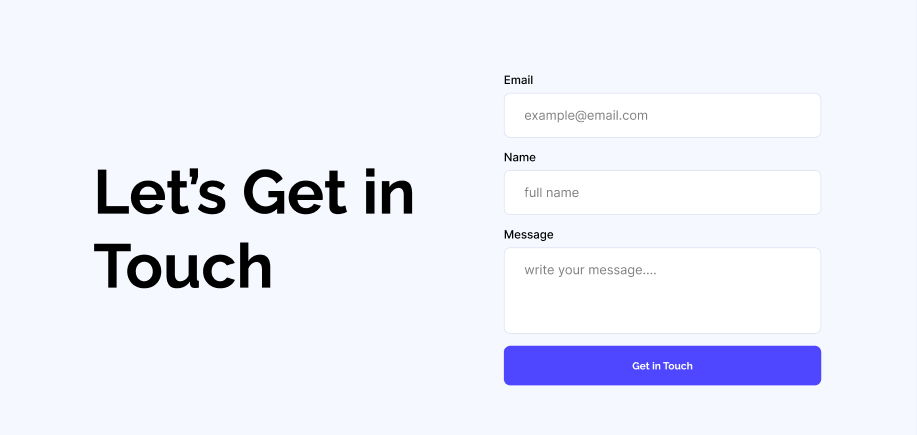 Let’s Get in
Touch
Email
example@email.com
Name
full name
Message
write your message....
Get in Touch